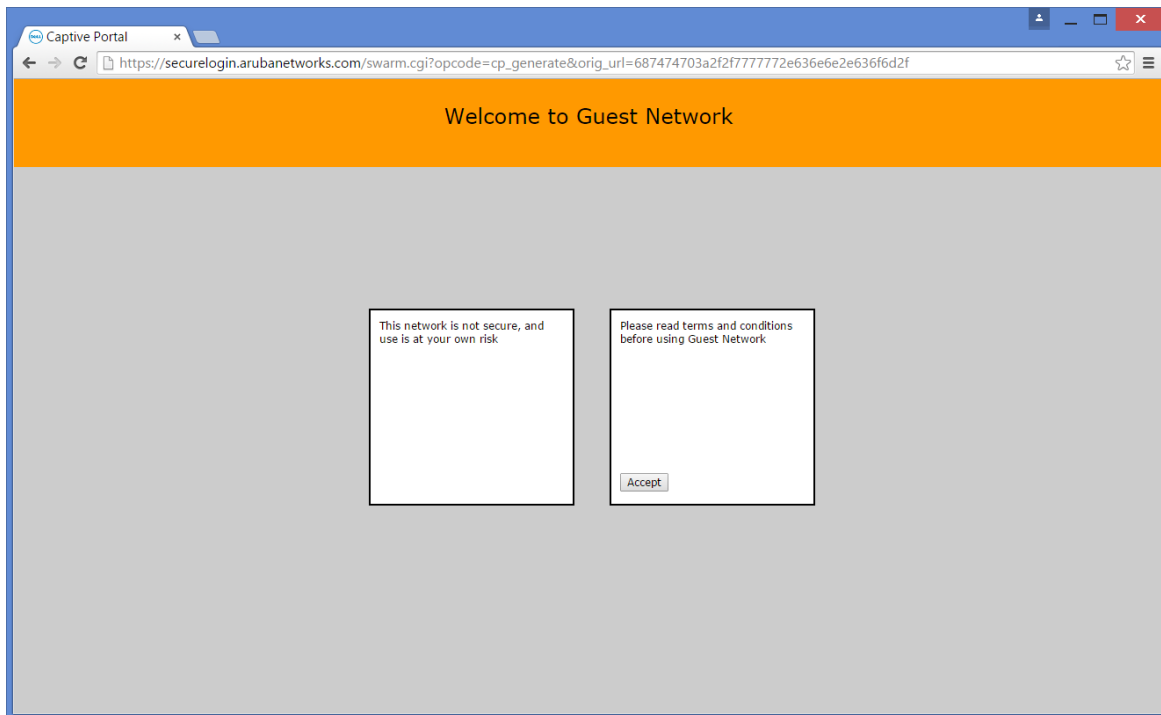 Captive Portal
https://securelogin.arubanetworks.com/swarm.cgi?opcode=cp_generate&orig_url=687474703a2f2f7777772e636e6e2e636f6d2f
Welcome to Guest Network
This network is not secure, and
use is at your own risk
Please read terms and conditions
before using Guest Network
Accept